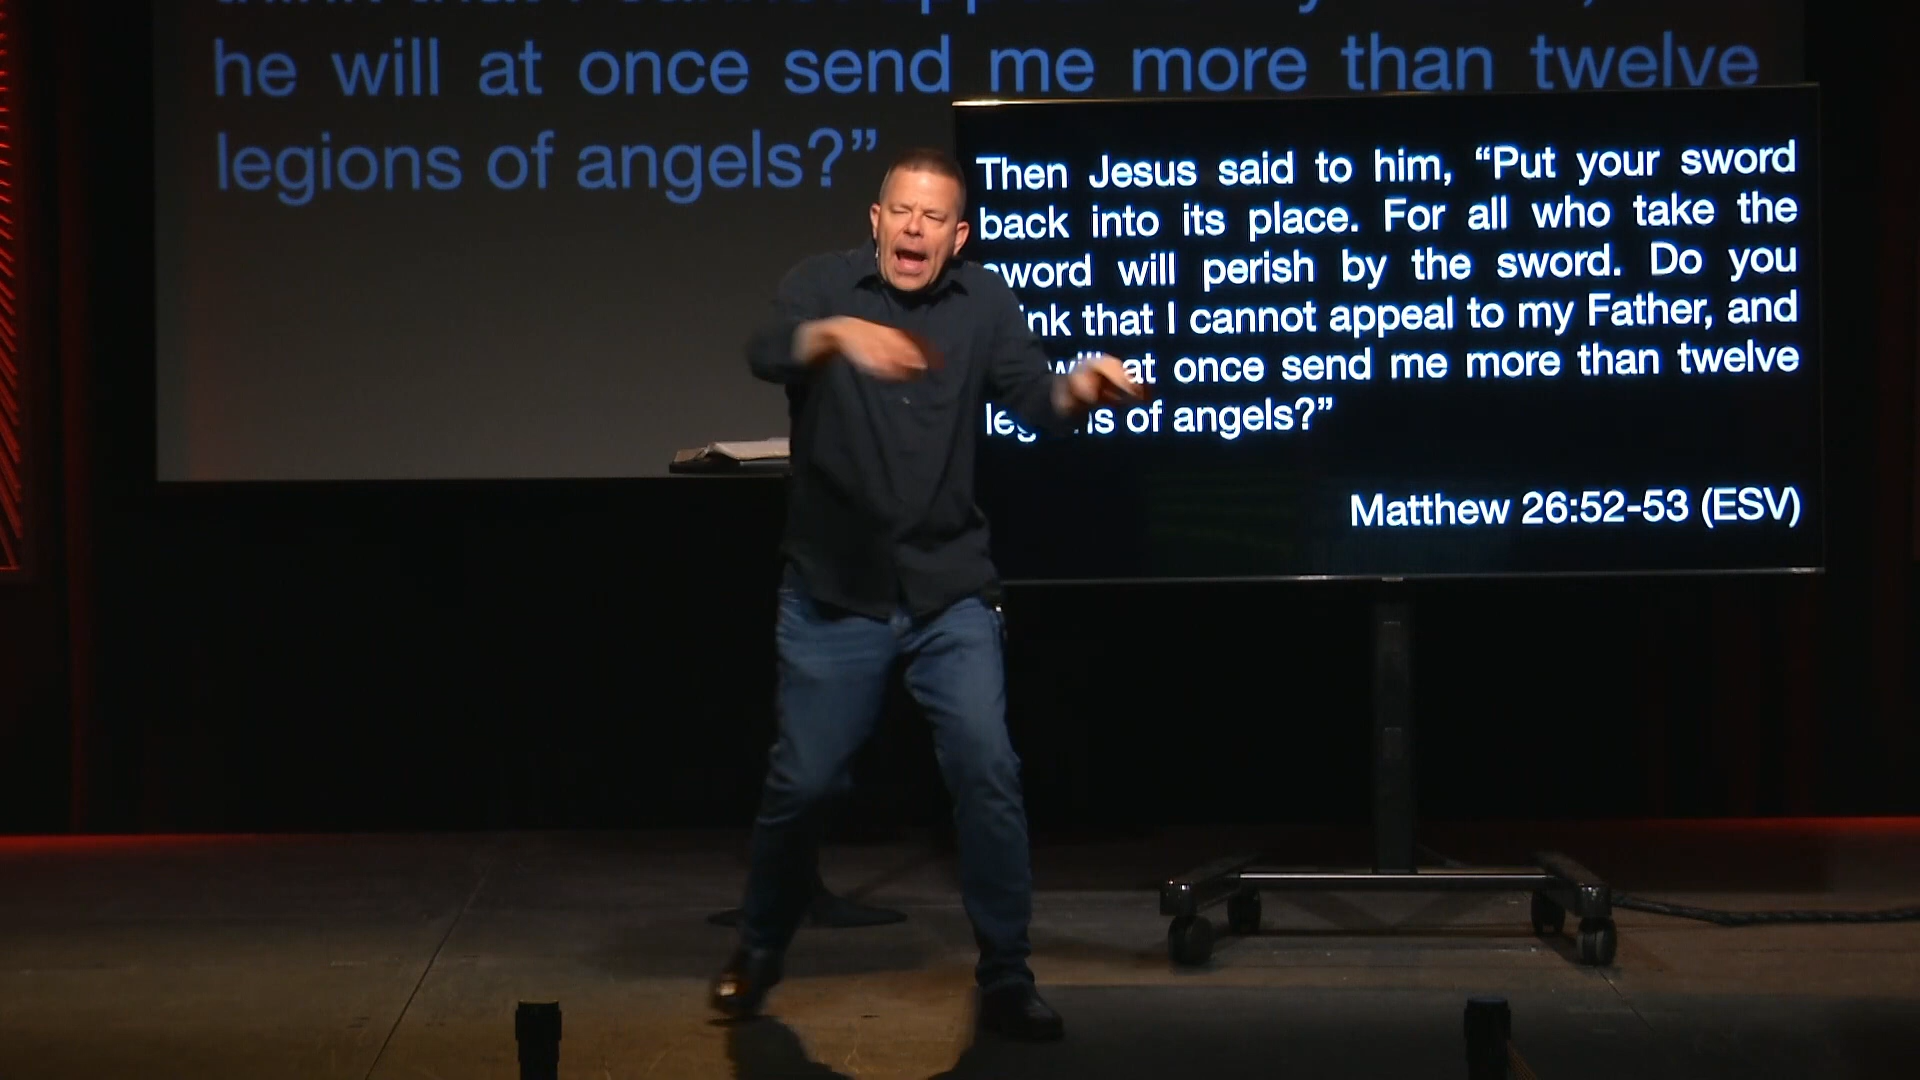 he will at once send me more than twelve
legions of angels?”
Then Jesus said to him, “Put your sword
back into its place. For all who take the
word will perish by the sword. Do you
that I cannot appeal to my Father, and
at once send me more than twelve
of angels?”
Matthew 26:52-53 (ESV)